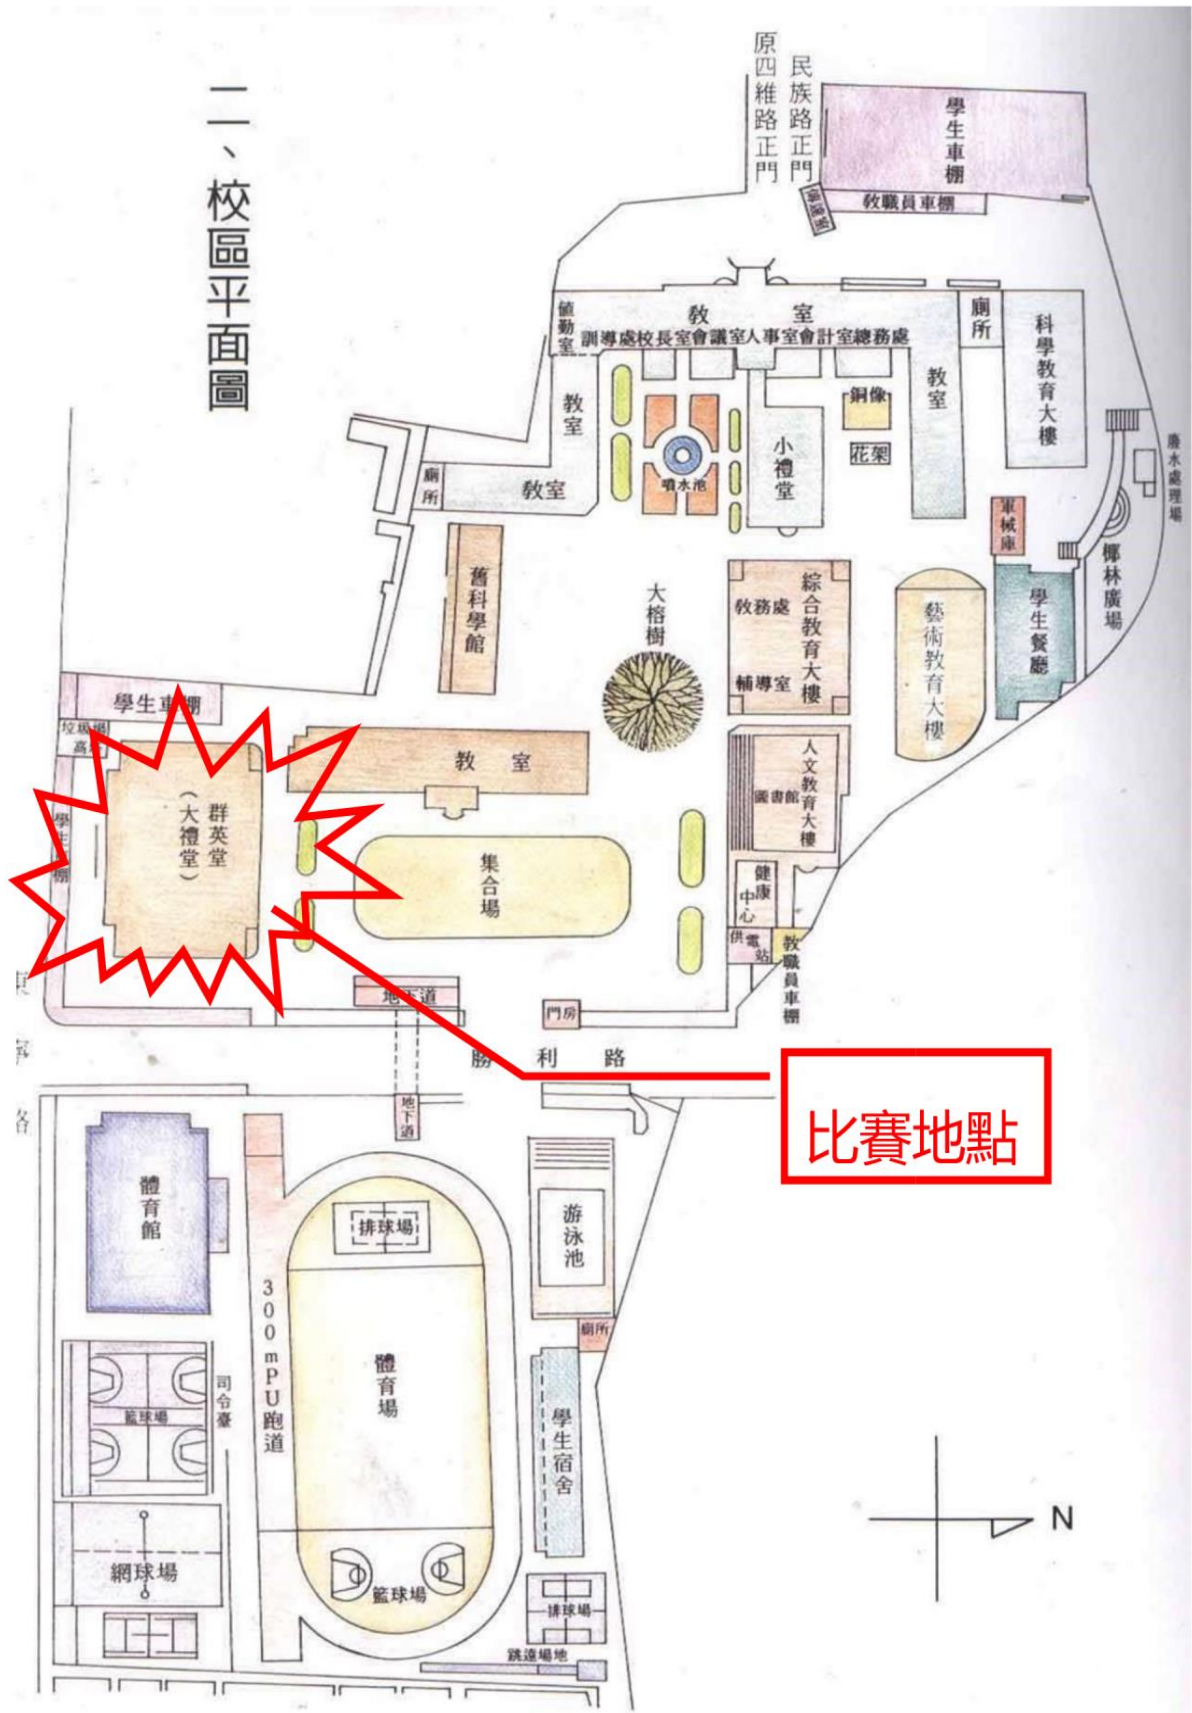 二、校區平面圖
原四維路正門
民族路正門
學生車棚
教職員車棚
值勤室
教室
訓導處校長室會議室人事室會計室總務處
廁所
科學教育大樓
教室
教室
教室
廁所
銅像
花架
小禮堂
噴水池
軍械庫
廢水處理場
椰林廣場
舊科學館
大榕樹
教務處
綜合教育大樓
輔導室
藝術教育大樓
學生餐廳
學生車棚
教室
群英堂
(大禮堂)
集合場
圖書館
人文教育大樓
健康
中心
供電站
教職員車棚
地下道
門房
勝利路
地下道
比賽地點
體育館
排球場
游泳池
300mPU跑道
體育場
廁所
學生宿舍
籃球場
司令臺
網球場
籃球場
排球場
跳遠場地
N